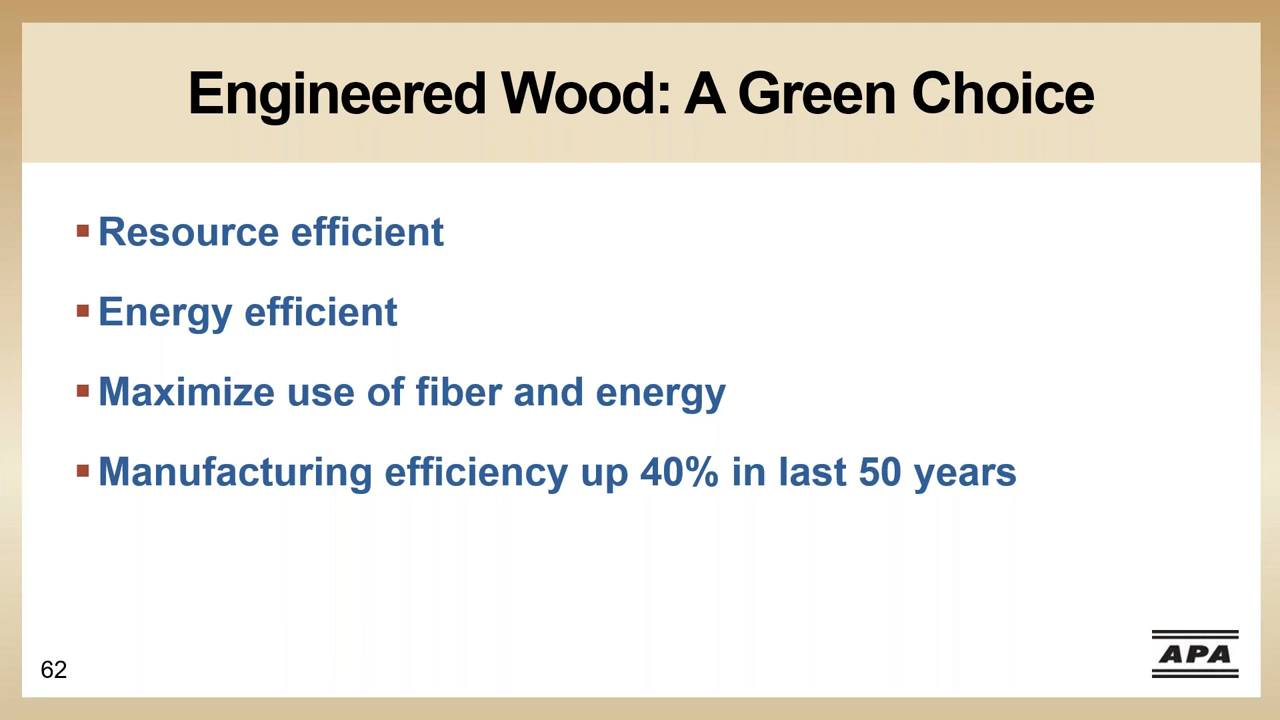 Engineered Wood: A Green Choice
▪ Resource efficient
▪ Energy efficient
▪ Maximize use of fiber and energy
▪ Manufacturing efficiency up 40% in last 50 years
62
APA